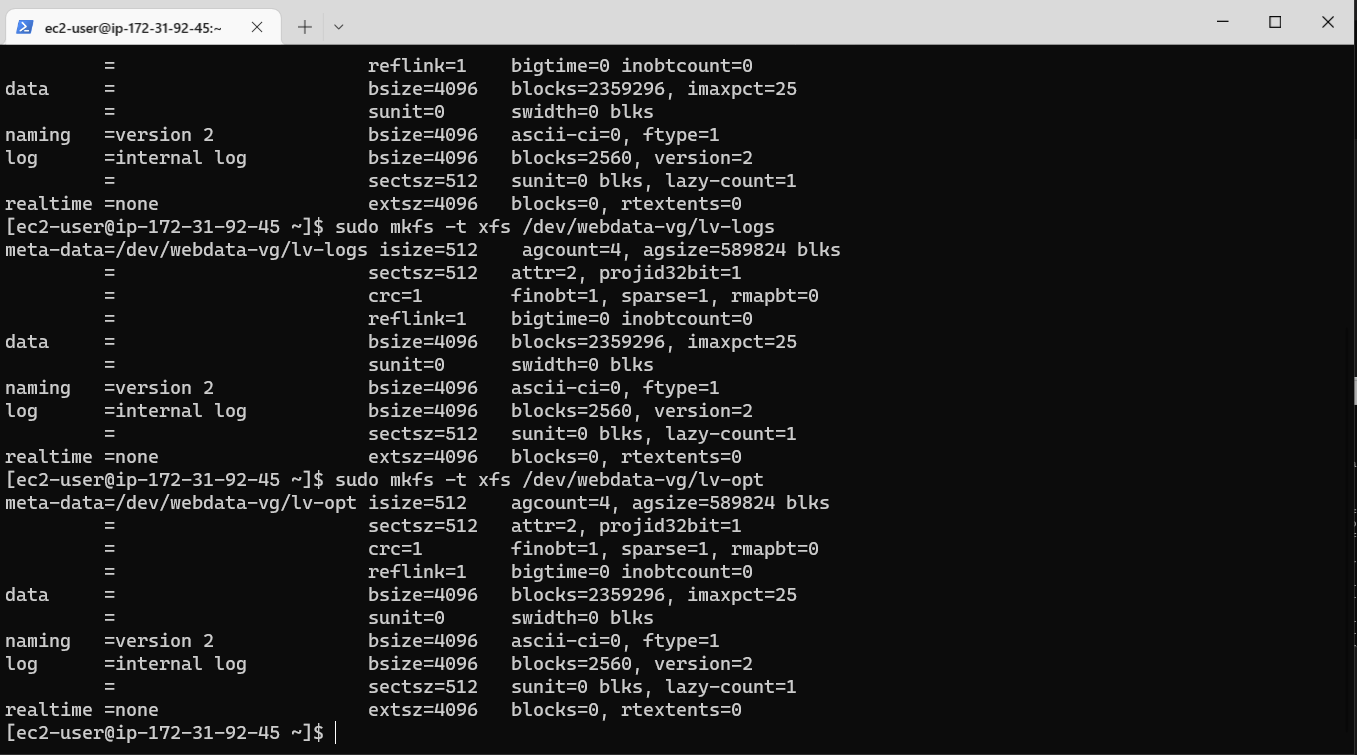 ec2-user@ip-172-31-92-45:~
         =                       reflink=1    bigtime=0 inobtcount=0
data     =                       bsize=4096   blocks=2359296, imaxpct=25
         =                       sunit=0      swidth=0 blks
naming   =version 2              bsize=4096   ascii-ci=0, ftype=1
log      =internal log           bsize=4096   blocks=2560, version=2
         =                       sectsz=512   sunit=0 blks, lazy-count=1
realtime =none                   extsz=4096   blocks=0, rtextents=0
[ec2-user@ip-172-31-92-45 ~]$ sudo mkfs -t xfs /dev/webdata-vg/lv-logs
meta-data=/dev/webdata-vg/lv-logs isize=512    agcount=4, agsize=589824 blks
         =                       sectsz=512   attr=2, projid32bit=1
         =                       crc=1        finobt=1, sparse=1, rmapbt=0
         =                       reflink=1    bigtime=0 inobtcount=0
data     =                       bsize=4096   blocks=2359296, imaxpct=25
         =                       sunit=0      swidth=0 blks
naming   =version 2              bsize=4096   ascii-ci=0, ftype=1
log      =internal log           bsize=4096   blocks=2560, version=2
         =                       sectsz=512   sunit=0 blks, lazy-count=1
realtime =none                   extsz=4096   blocks=0, rtextents=0
[ec2-user@ip-172-31-92-45 ~]$ sudo mkfs -t xfs /dev/webdata-vg/lv-opt
meta-data=/dev/webdata-vg/lv-opt isize=512    agcount=4, agsize=589824 blks
         =                       sectsz=512   attr=2, projid32bit=1
         =                       crc=1        finobt=1, sparse=1, rmapbt=0
         =                       reflink=1    bigtime=0 inobtcount=0
data     =                       bsize=4096   blocks=2359296, imaxpct=25
         =                       sunit=0      swidth=0 blks
naming   =version 2              bsize=4096   ascii-ci=0, ftype=1
log      =internal log           bsize=4096   blocks=2560, version=2
         =                       sectsz=512   sunit=0 blks, lazy-count=1
realtime =none                   extsz=4096   blocks=0, rtextents=0
[ec2-user@ip-172-31-92-45 ~]$